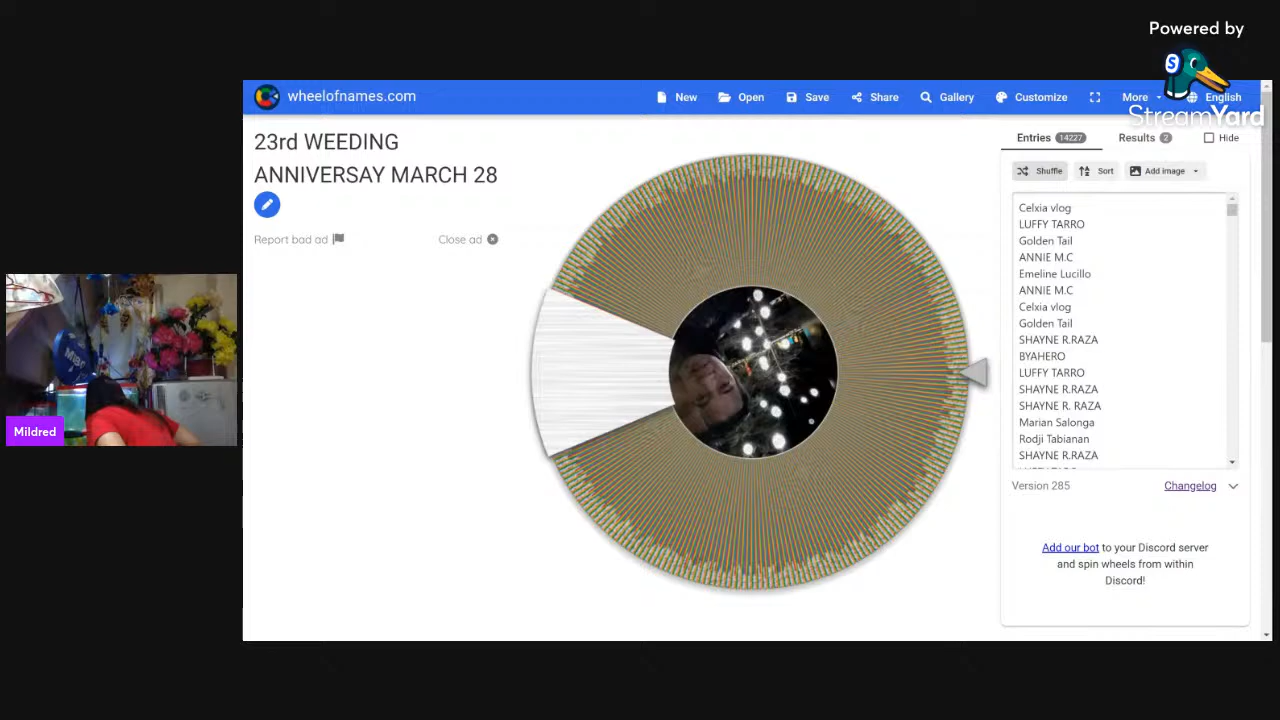 Powered by
StreamYard
wheelofnames.com
New
Open
Save
Share
Gallery
Customize
More
English
23rd WEEDING
ANNIVERSAY MARCH 28
Report bad ad
Close ad
Entries 14227
Results 2
Hide
Shuffle
Sort
Add image
Celxia vlog
LUFFY TARRO
Golden Tail
ANNIE M.C
Emeline Lucillo
ANNIE M.C
Celxia vlog
Golden Tail
SHAYNE R.RAZA
BYAHERO
LUFFY TARRO
SHAYNE R.RAZA
SHAYNE R. RAZA
Marian Salonga
Rodji Tabianan
SHAYNE R.RAZA
Version 285
Changelog
Add our bot to your Discord server
and spin wheels from within
Discord!
Mildred